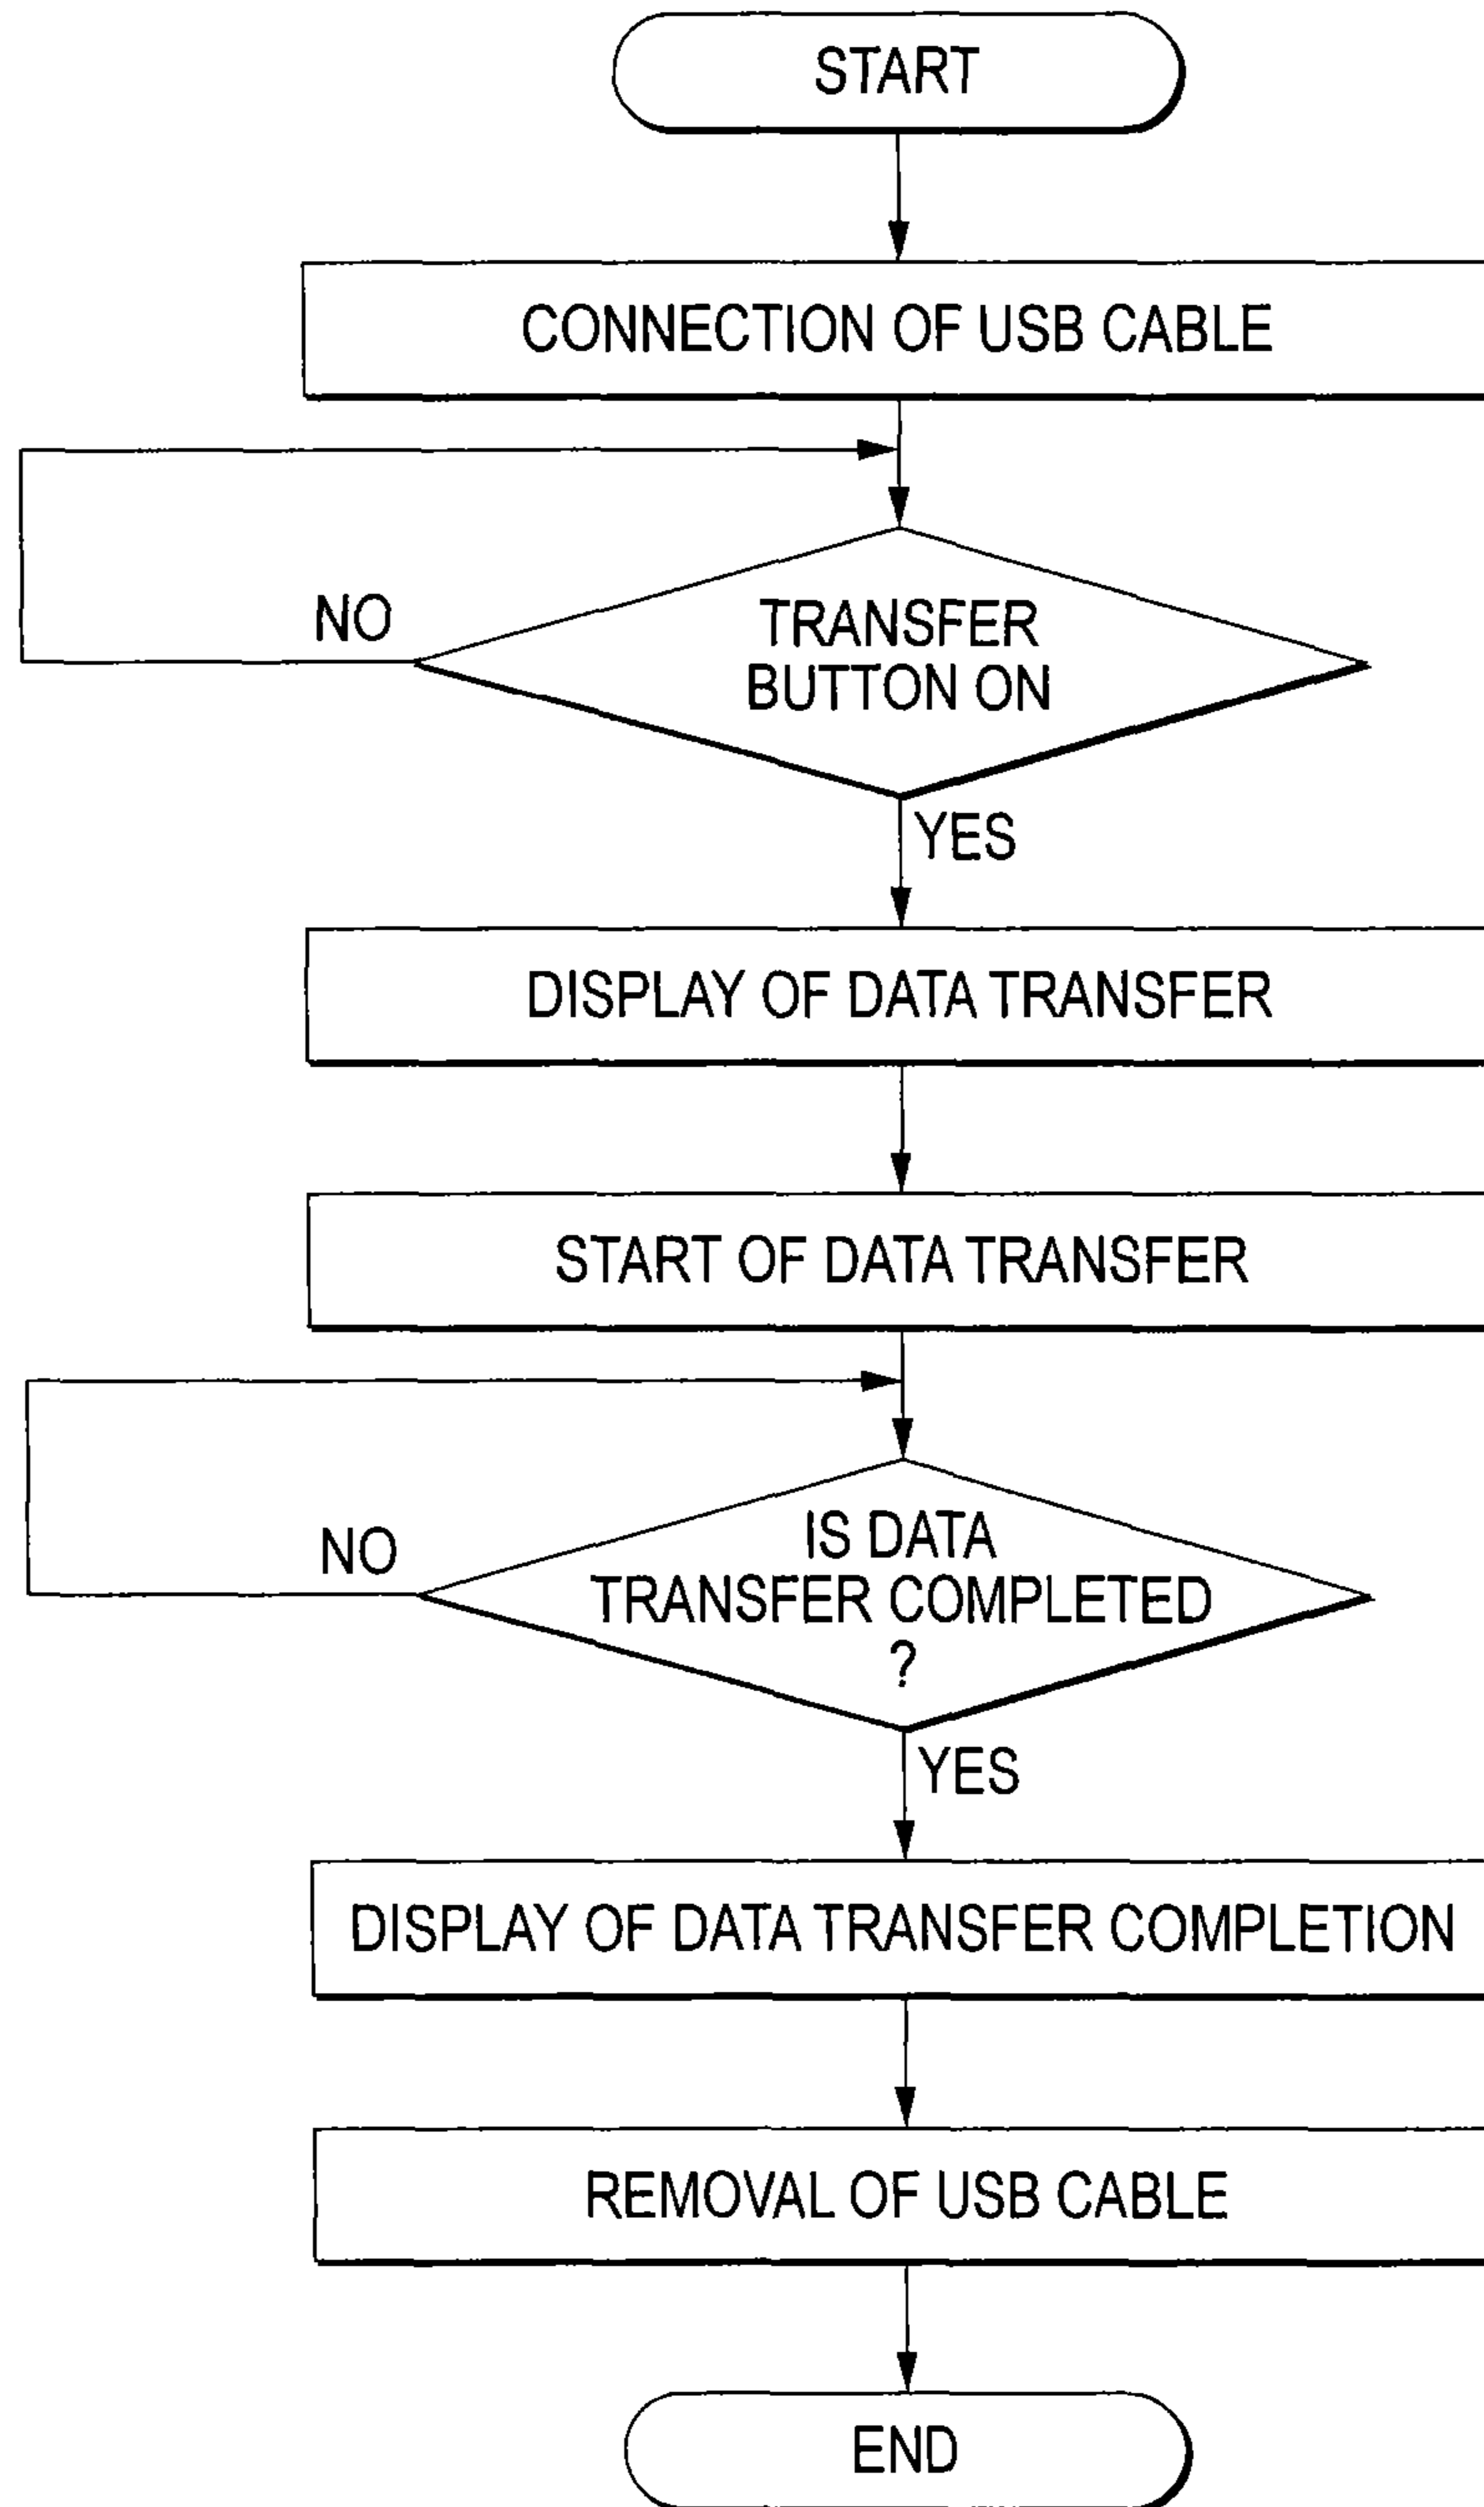 START
CONNECTION OF USB CABLE
NO
TRANSFER
BUTTON ON
YES
DISPLAY OF DATA TRANSFER
START OF DATA TRANSFER
NO
IS DATA
TRANSFER COMPLETED
?
YES
DISPLAY OF DATA TRANSFER COMPLETION
REMOVAL OF USB CABLE
END